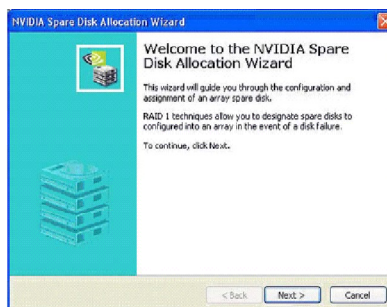 NVIDIA Spare Disk Allocation Wizard
Welcome to the NVIDIA Spare
Disk Allocation Wizard
This wizard will guide you through the configuration and
assignment of an array spare disk.
RAID 1 techniques allow you to designate spare disks to
configured into an array in the event of a disk failure.
To continue, click Next.
< Back Next > Cancel